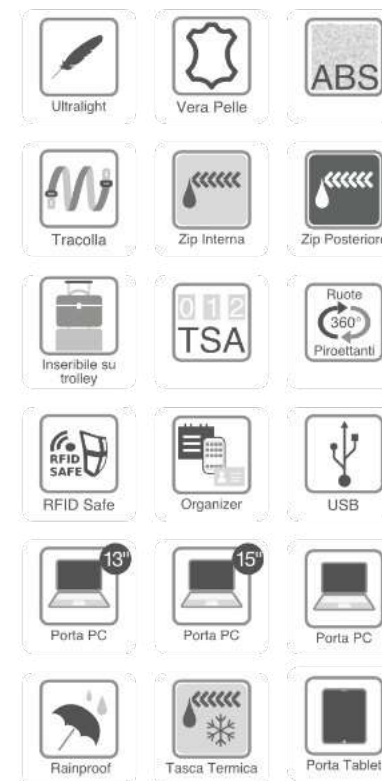 Ultralight
Vera Pelle
ABS
Tracolla
Zip Interna
Zip Posteriore
Inseribile su
trolley
0 1 2
TSA
Ruote
360°
Piroettanti
RFID
SAFE
RFID Safe
Organizer
USB
13"
Porta PC
15"
Porta PC
Porta PC
Rainproof
Tasca Termica
Porta Tablet